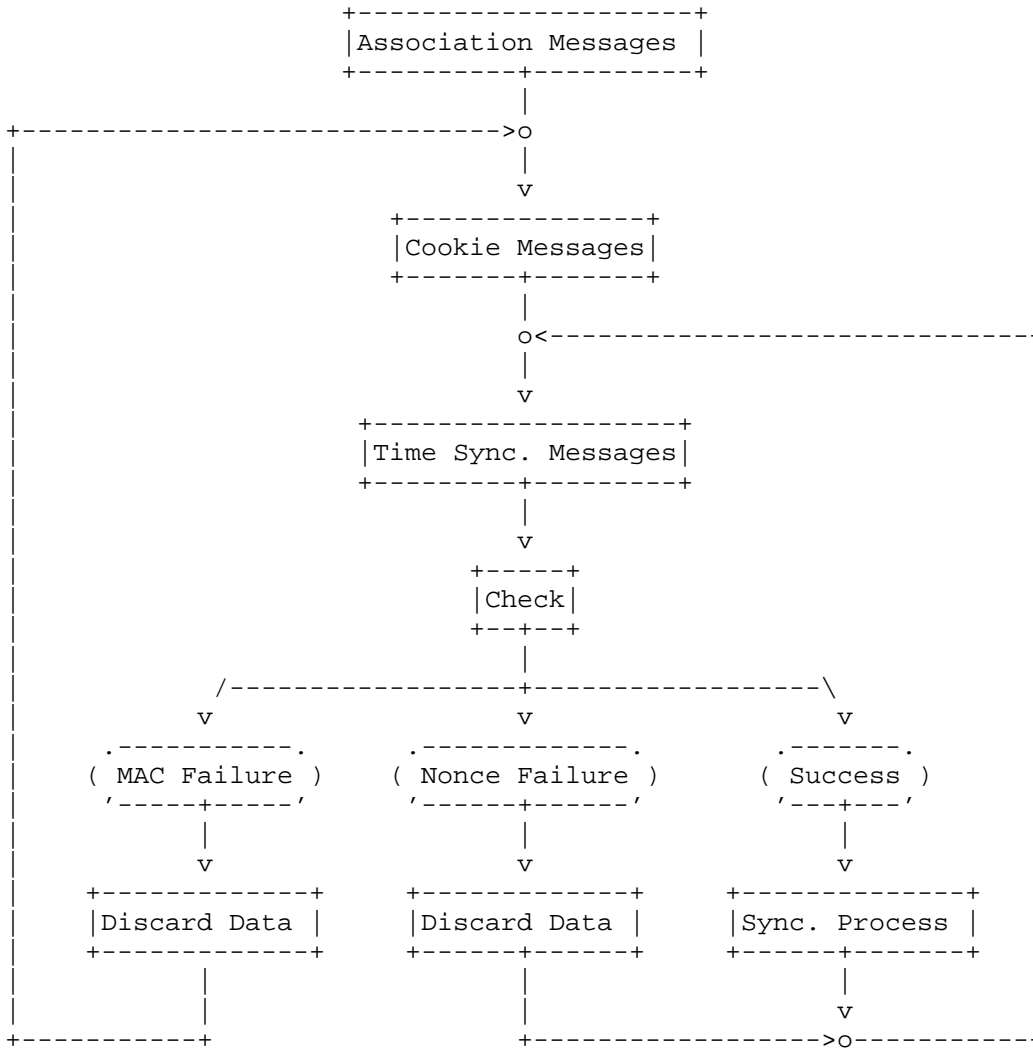 Association Messages
Cookie Messages
Time Sync. Messages
Check
MAC Failure Nonce Failure Success
Discard Data Discard Data Sync. Process